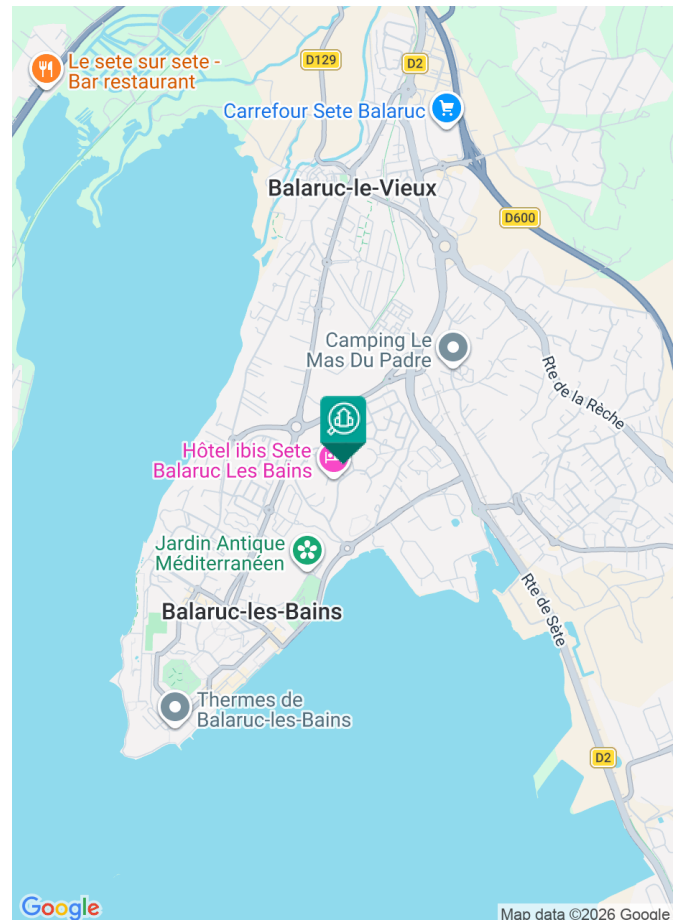 D129
D2
Le sete sur sete -
Bar restaurant
Carrefour Sete Balaruc
Balaruc-le-Vieux
D600
Camping Le
Mas Du Padre
Rte de la Rèche
Hôtel ibis Sete
Balaruc Les Bains
Jardin Antique
Méditerranéen
Rte de Sète
Balaruc-les-Bains
Thermes de
Balaruc-les-Bains
D2
Google
Map data ©2026 Google